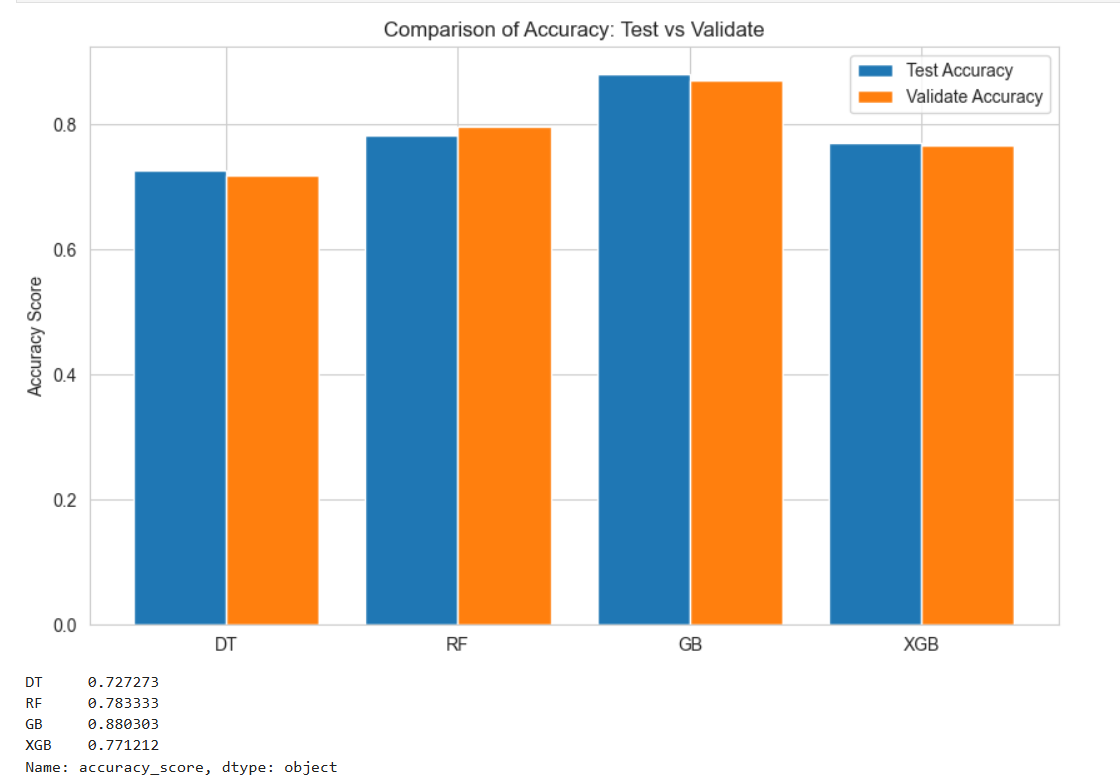 Comparison of Accuracy: Test vs Validate
Test Accuracy
Validate Accuracy
0.8
0.6
0.4
0.2
0.0
Accuracy Score
DT RF GB XGB
DT 0.727273
RF 0.783333
GB 0.880303
XGB 0.771212
Name: accuracy_score, dtype: object